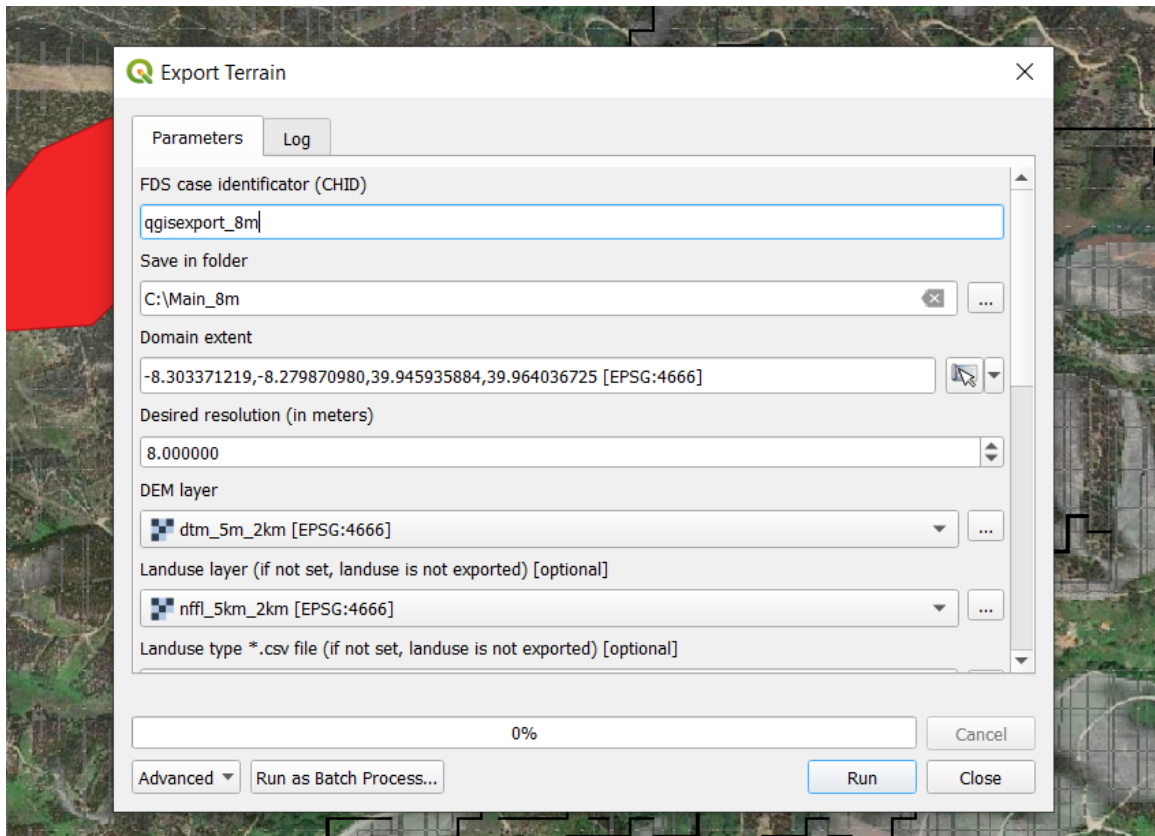 Export Terrain
Parameters
Log
FDS case identificator (CHID)
qgisexport_8m
Save in folder
C:\Main_8m
...
Domain extent
-8.303371219,-8.279870980,39.945935884,39.964036725 [EPSG:4666]
Desired resolution (in meters)
8.000000
DEM layer
dtm_5m_2km [EPSG:4666]
...
Landuse layer (if not set, landuse is not exported) [optional]
nffl_5km_2km [EPSG:4666]
...
Landuse type *.csv file (if not set, landuse is not exported) [optional]
0%
Cancel
Advanced
Run as Batch Process...
Run
Close